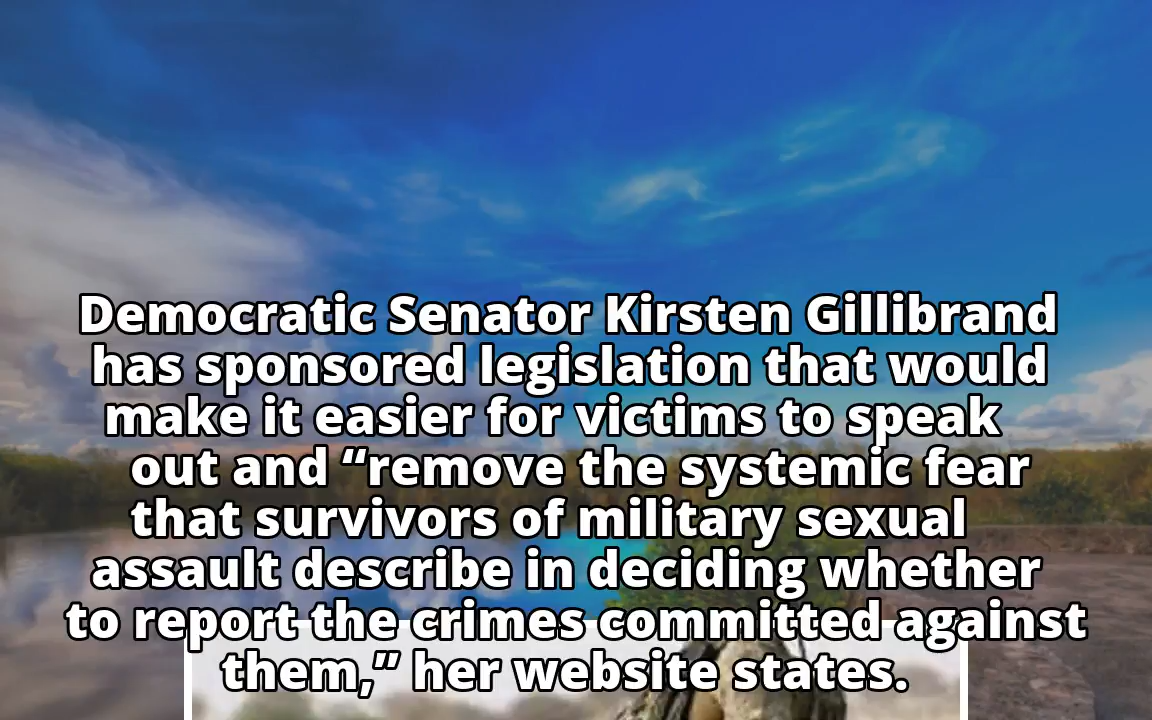 Democratic Senator Kirsten Gillibrand
has sponsored legislation that would
make it easier for victims to speak
out and “remove the systemic fear
that survivors of military sexual
assault describe in deciding whether
to report the crimes committed against
them,” her website states.